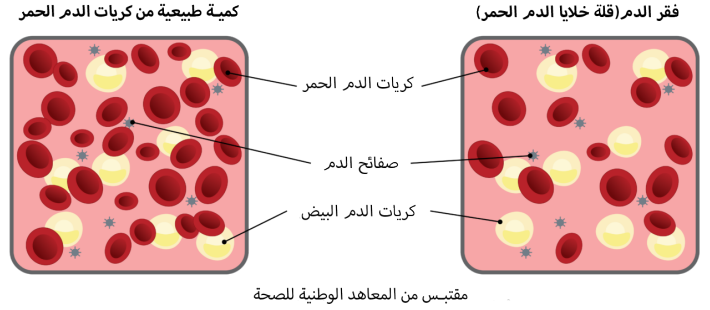 فقر الدم(قلة خلايا الدم الحمر)
كمية طبيعية من كريات الدم الحمر
كريات الدم الحمر
صفائح الدم
كريات الدم البيض
مقتبس من المعاهد الوطنية للصحة